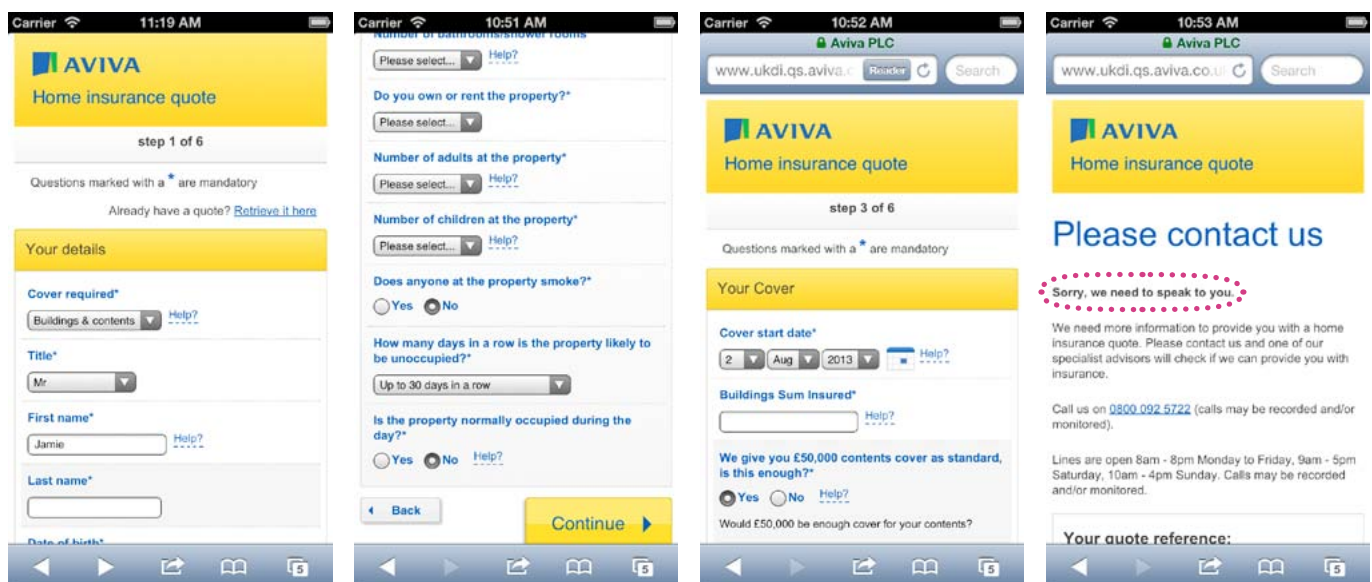 Carrier 11:19 AM
AVIVA
Home insurance quote
step 1 of 6
Questions marked with a * are mandatory
Already have a quote? Retrieve it here
Your details
Cover required*
Buildings & contents Help?
Title*
Mr
First name*
Jamie Help?
Last name*
Date of birth*
5
Carrier 10:51 AM
Number of bathrooms/shower rooms
Please select... Help?
Do you own or rent the property?*
Please select...
Number of adults at the property*
Please select... Help?
Number of children at the property*
Please select... Help?
Does anyone at the property smoke?*
Yes No
How many days in a row is the property likely to
be unoccupied?*
Up to 30 days in a row
Is the property normally occupied during the
day?*
Yes No Help?
Back Continue
5
Carrier 10:52 AM
Aviva PLC
www.ukdi.qs.aviva.c Reader Search
AVIVA
Home insurance quote
step 3 of 6
Questions marked with a * are mandatory
Your Cover
Cover start date*
2 Aug 2013 Help?
Buildings Sum Insured*
Help?
We give you £50,000 contents cover as standard,
is this enough?*
Yes No Help?
Would £50,000 be enough cover for your contents?
5
Carrier 10:53 AM
Aviva PLC
www.ukdi.qs.aviva.co.u Search
AVIVA
Home insurance quote
Please contact us
Sorry, we need to speak to you.
We need more information to provide you with a home
insurance quote. Please contact us and one of our
specialist advisors will check if we can provide you with
insurance.
Call us on 0800 092 5722 (calls may be recorded and/or
monitored).
Lines are open 8am - 8pm Monday to Friday, 9am - 5pm
Saturday, 10am - 4pm Sunday. Calls may be recorded
and/or monitored.
Your quote reference:
5